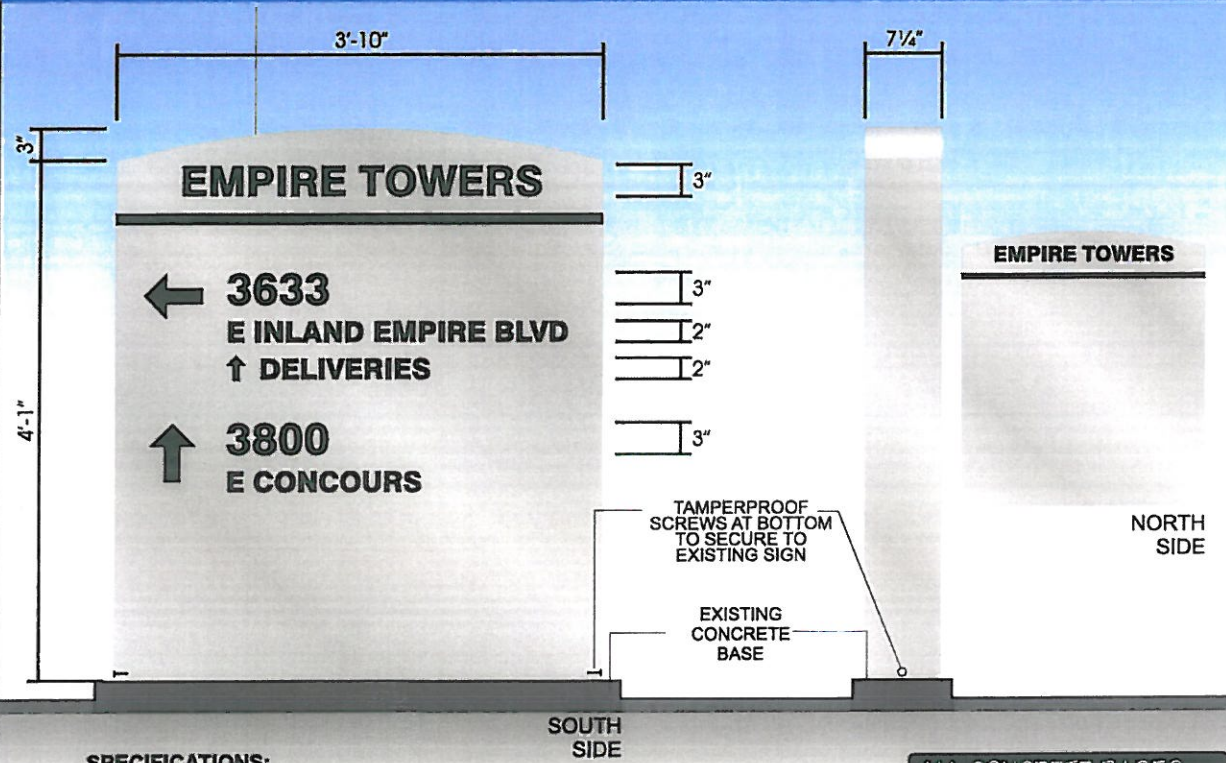 3'-10"
7¼"
3"
EMPIRE TOWERS
3"
EMPIRE TOWERS
3633
3"
E INLAND EMPIRE BLVD
2"
DELIVERIES
2"
4'-1"
3800
3"
E CONCOURS
TAMPERPROOF
SCREWS AT BOTTOM
TO SECURE TO
EXISTING SIGN
NORTH
SIDE
EXISTING
CONCRETE
BASE
SOUTH
SIDE
SPECIFICATIONS:
CONCRETE BASES